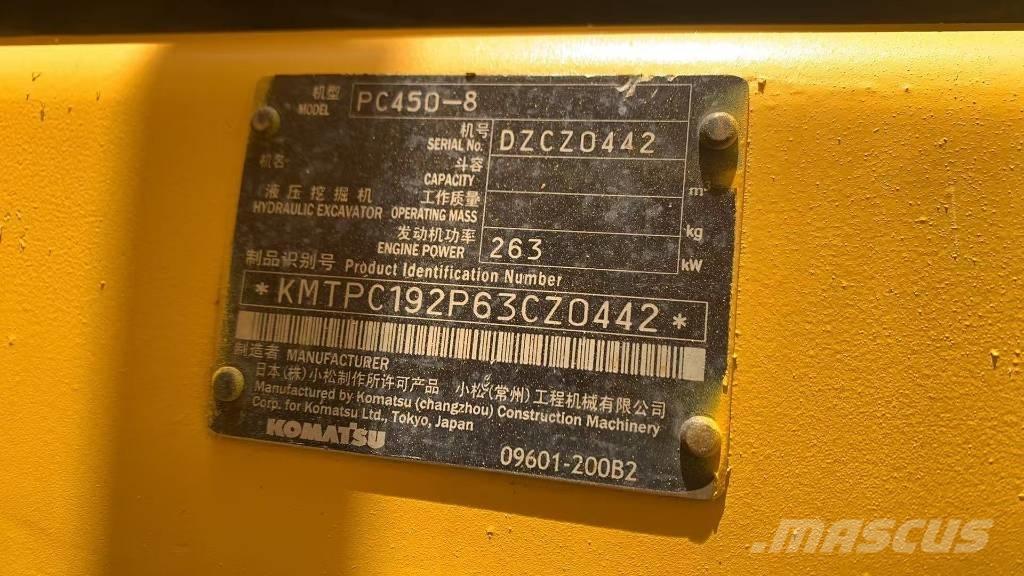 机型 MODEL PC450-8
机号 SERIAL No. DZCZ0442
机名
斗容 CAPACITY m³
液压挖掘机 工作质量
HYDRAULIC EXCAVATOR OPERATING MASS kg
发动机功率 ENGINE POWER 263 kW
制品识别号 Product Identification Number
*KMTPC192P63CZ0442*
制造者 MANUFACTURER
日本(株)小松制作所许可产品 小松(常州)工程机械有限公司
Manufactured by Komatsu (changzhou) Construction Machinery
Corp. for Komatsu Ltd., Tokyo, Japan
KOMATSU
09601-200B2
.MASCUS